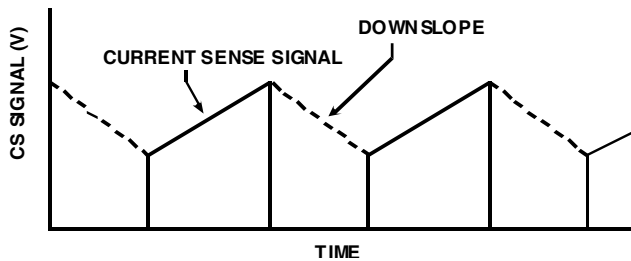 DOWNSLOPE
CURRENT SENSE SIGNAL
CS SIGNAL (V)
TIME